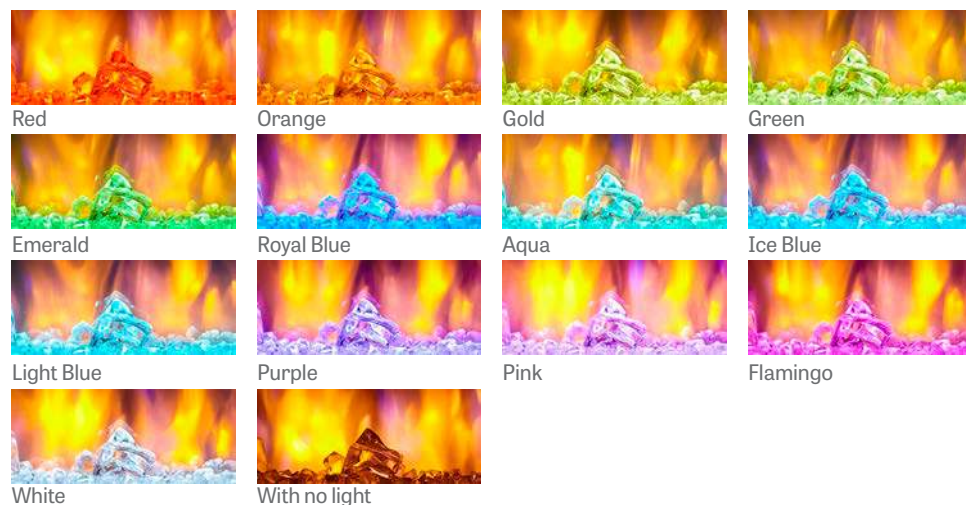 Red
Orange
Gold
Green
Emerald
Royal Blue
Aqua
Ice Blue
Light Blue
Purple
Pink
Flamingo
White
With no light